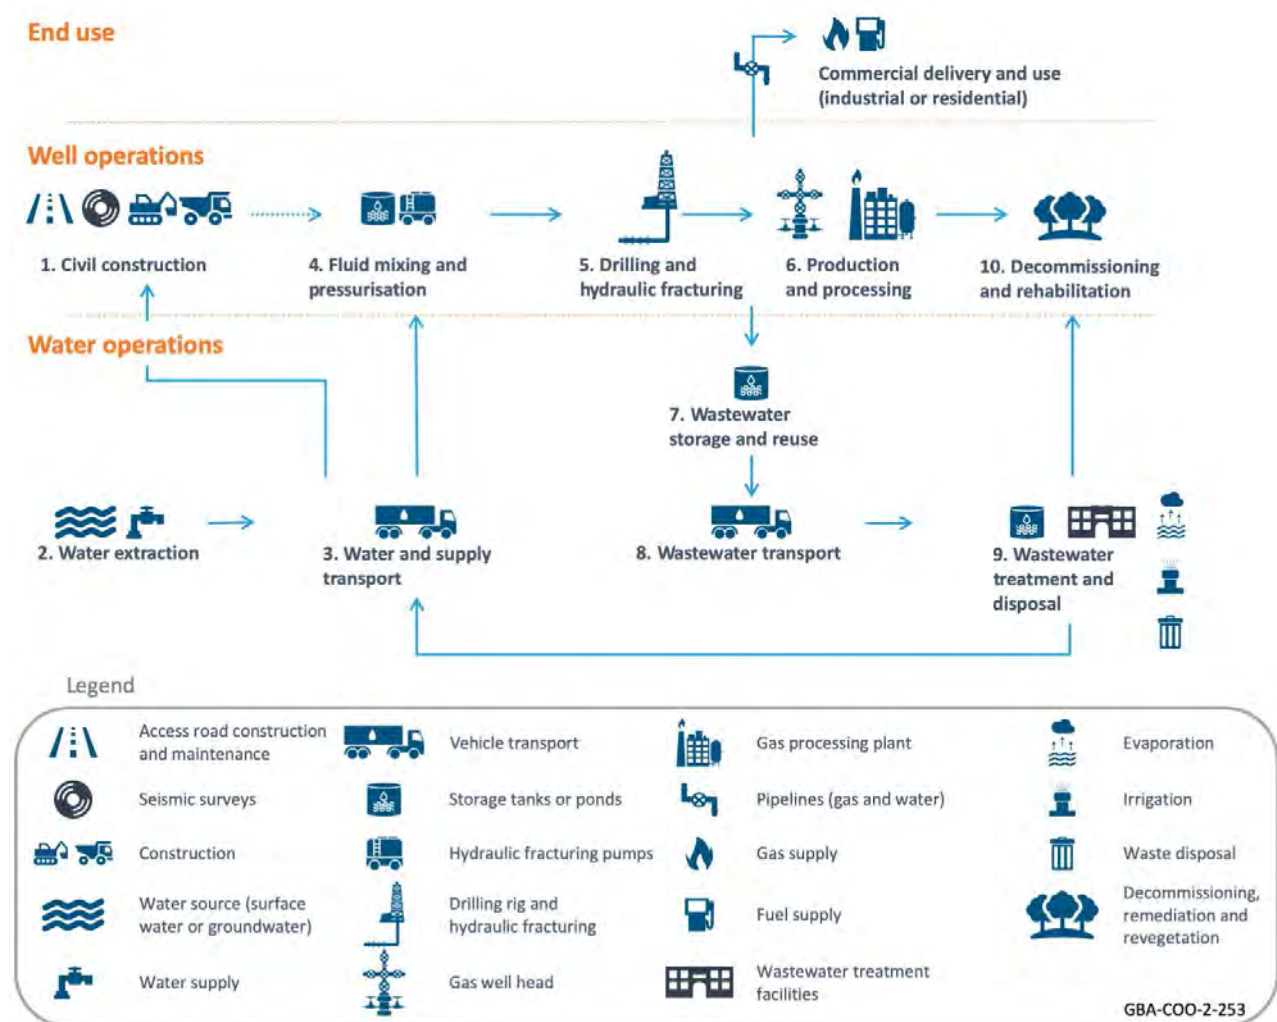 End use
Commercial delivery and use
(industrial or residential)
Well operations
1. Civil construction
4. Fluid mixing and
pressurisation
5. Drilling and
hydraulic fracturing
6. Production
and processing
10. Decommissioning
and rehabilitation
Water operations
7. Wastewater
storage and reuse
2. Water extraction
3. Water and supply
transport
8. Wastewater transport
9. Wastewater
treatment and
disposal
Legend
Access road construction
and maintenance
Seismic surveys
Construction
Water source (surface
water or groundwater)
Water supply
Vehicle transport
Storage tanks or ponds
Hydraulic fracturing pumps
Drilling rig and
hydraulic fracturing
Gas well head
Gas processing plant
Pipelines (gas and water)
Gas supply
Fuel supply
Wastewater treatment
facilities
Evaporation
Irrigation
Waste disposal
Decommissioning,
remediation and
revegetation
GBA-COO-2-253